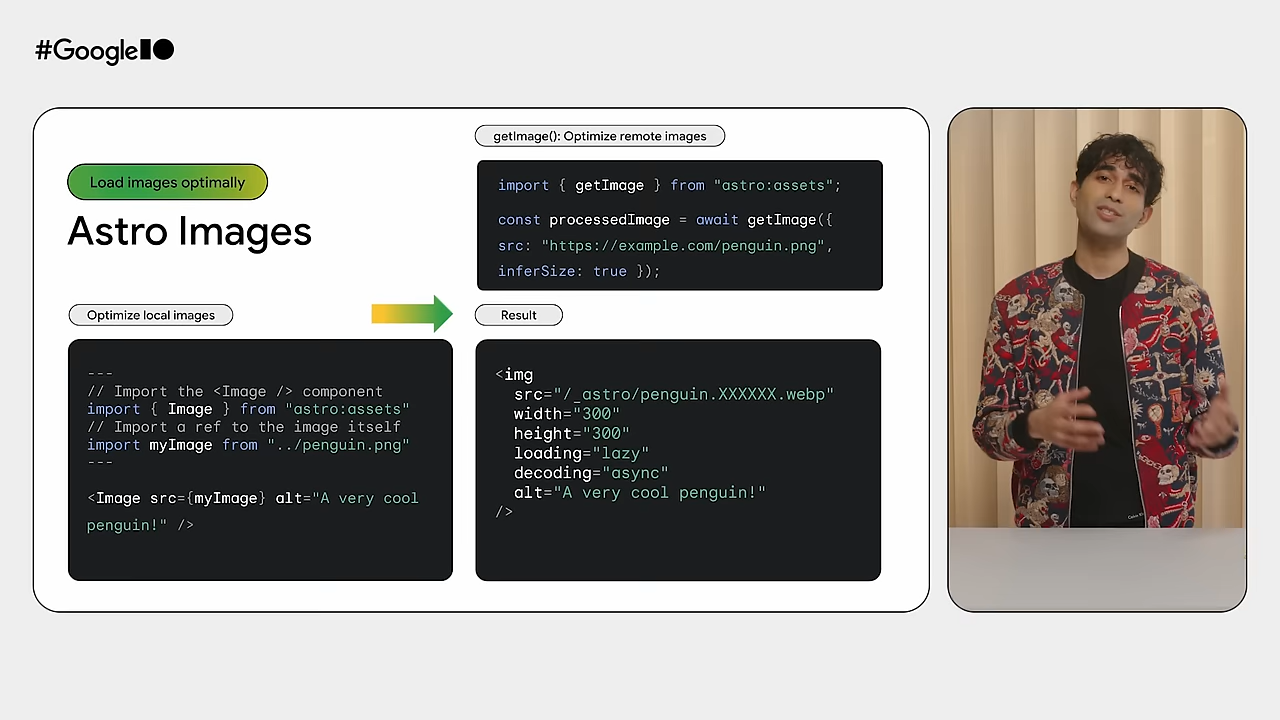 #Google IO
Load images optimally
Astro Images
Optimize local images
---
// Import the <Image /> component
import { Image } from "astro:assets"
// Import a ref to the image itself
import myImage from "../penguin.png"
---
<Image src={myImage} alt="A very cool
penguin!" />
getImage(): Optimize remote images
import { getImage } from "astro:assets";
const processedImage = await getImage({
src: "https://example.com/penguin.png",
inferSize: true });
Result
<img
src="/_astro/penguin.XXXXXX.webp"
width="300"
height="300"
loading="lazy"
decoding="async"
alt="A very cool penguin!"
/>